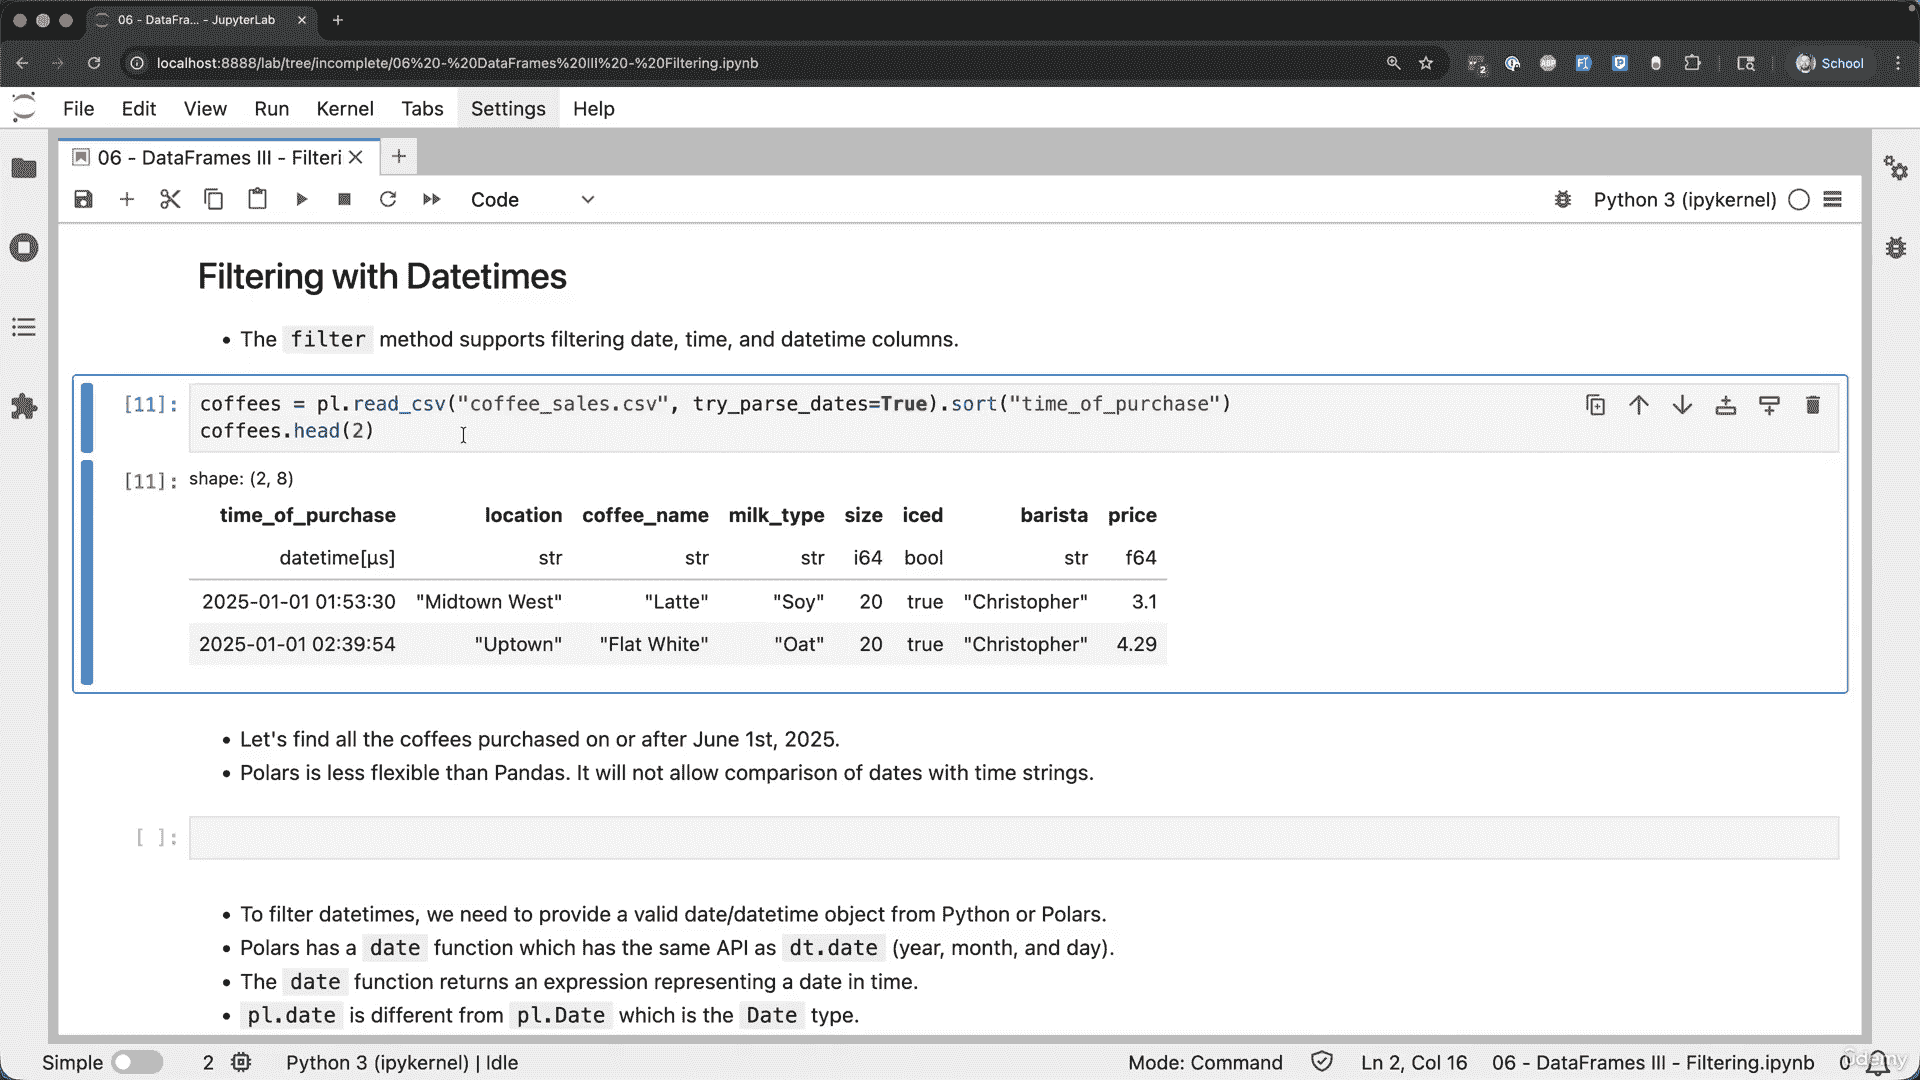 06 - DataFra... - JupyterLab
localhost:8888/lab/tree/incomplete/06%20-%20DataFrames%20III%20-%20Filtering.ipynb
2
ABP
School
File Edit View Run Kernel Tabs Settings Help
06 - DataFrames III - Filteri
Code
Python 3 (ipykernel)
Filtering with Datetimes
• The filter method supports filtering date, time, and datetime columns.
[11]: coffees = pl.read_csv("coffee_sales.csv", try_parse_dates=True).sort("time_of_purchase")
coffees.head(2)
[11]: shape: (2, 8)
time_of_purchase location coffee_name milk_type size iced barista price
datetime[μs] str str str i64 bool str f64
2025-01-01 01:53:30 "Midtown West" "Latte" "Soy" 20 true "Christopher" 3.1
2025-01-01 02:39:54 "Uptown" "Flat White" "Oat" 20 true "Christopher" 4.29
• Let's find all the coffees purchased on or after June 1st, 2025.
• Polars is less flexible than Pandas. It will not allow comparison of dates with time strings.
[ ]:
• To filter datetimes, we need to provide a valid date/datetime object from Python or Polars.
• Polars has a date function which has the same API as dt.date (year, month, and day).
• The date function returns an expression representing a date in time.
• pl.date is different from pl.Date which is the Date type.
Simple 2 Python 3 (ipykernel) | Idle Mode: Command Ln 2, Col 16 06 - DataFrames III - Filtering.ipynb 0
udemy